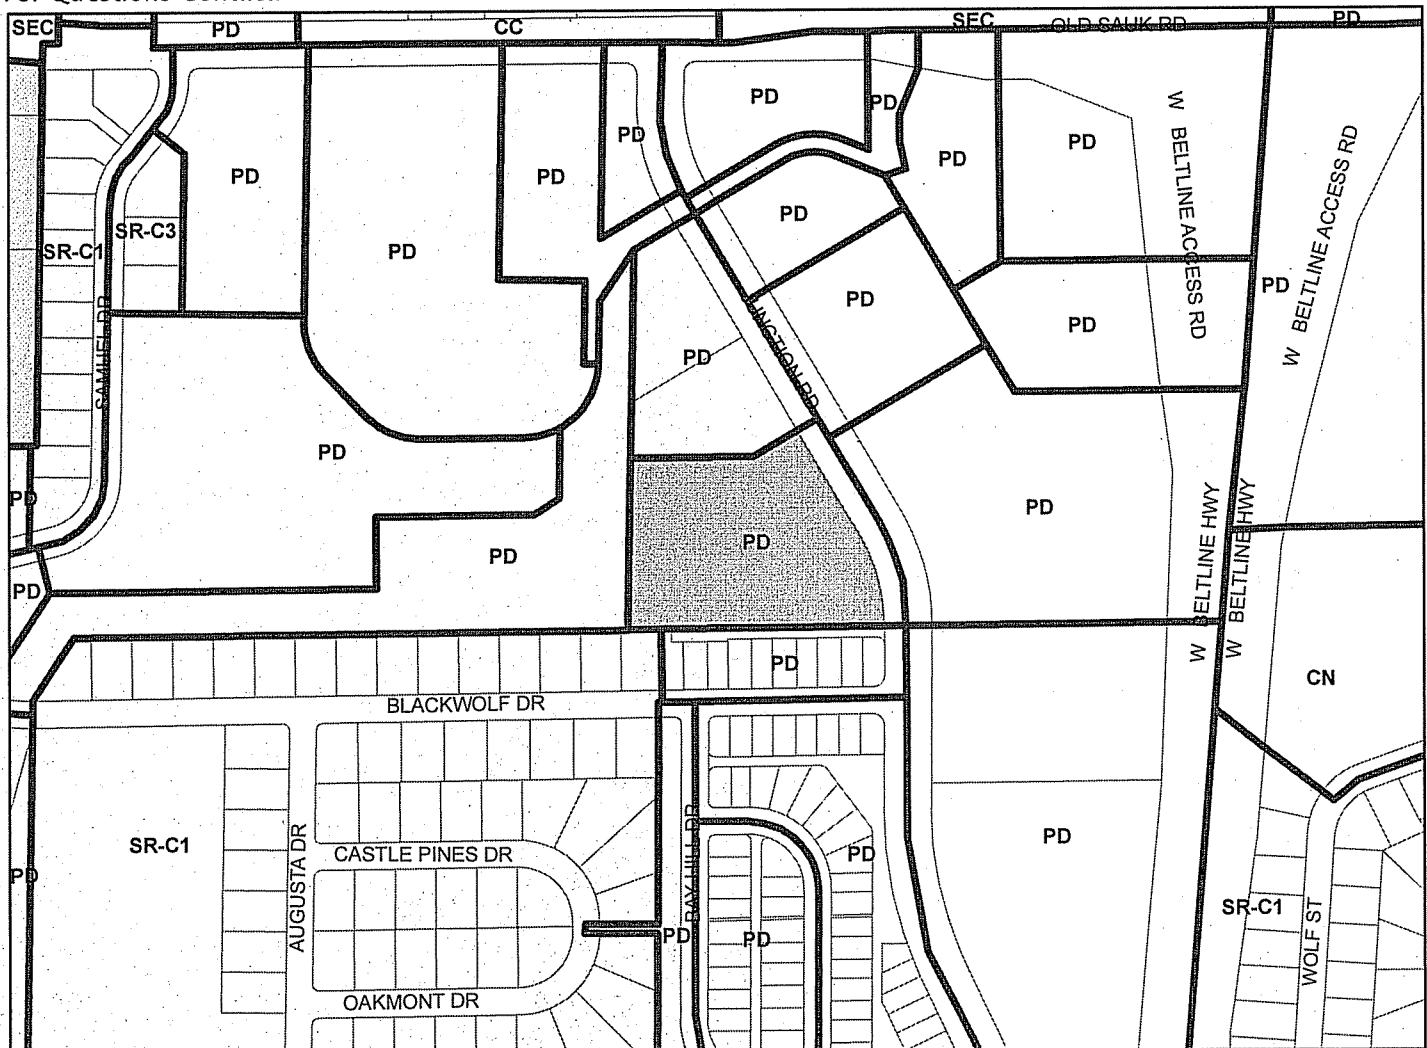 SEC
PD
CC
SEC
OLD SAUK RD
PD
PD
PD
W BELTLINE ACCESS RD
PD
W BELTLINE ACCESS RD
PD
PD
PD
PD
PD
SR-C3
SR-C1
PD
PD
PD
PD
PD
SAMUEL DR
JUNCTION RD
PD
PD
PD
PD
PD
W BELTLINE HWY
W BELTLINE HWY
PD
PD
PD
PD
CN
BLACKWOLF DR
SR-C1
AUGUSTA DR
CASTLE PINES DR
BAY HILL DR
PD
PD
PD
SR-C1
WOLF ST
PD
PD
OAKMONT DR